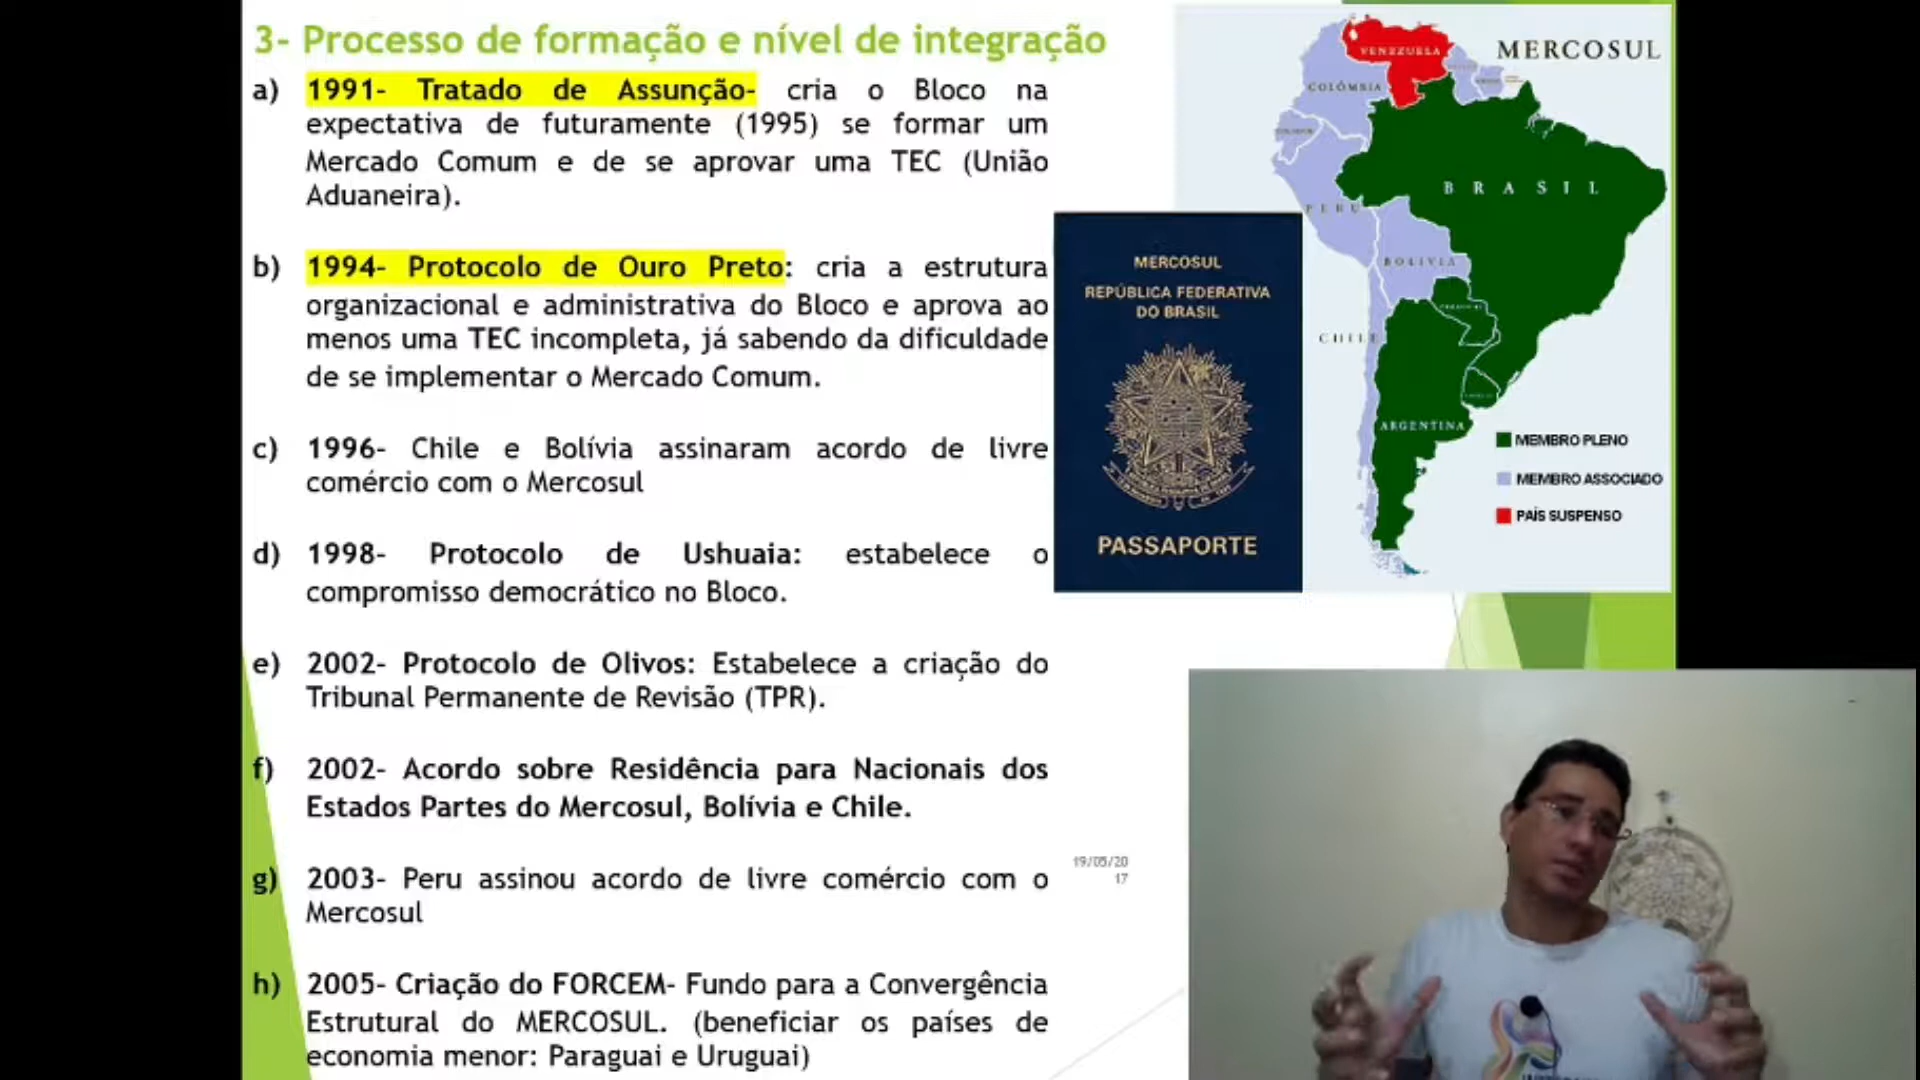 3- Processo de formação e nível de integração
a) 1991- Tratado de Assunção- cria o Bloco na
expectativa de futuramente (1995) se formar um
Mercado Comum e de se aprovar uma TEC (União
Aduaneira).
b) 1994- Protocolo de Ouro Preto: cria a estrutura
organizacional e administrativa do Bloco e aprova ao
menos uma TEC incompleta, já sabendo da dificuldade
de se implementar o Mercado Comum.
c) 1996- Chile e Bolívia assinaram acordo de livre
comércio com o Mercosul
d) 1998- Protocolo de Ushuaia: estabelece o
compromisso democrático no Bloco.
e) 2002- Protocolo de Olivos: Estabelece a criação do
Tribunal Permanente de Revisão (TPR).
f) 2002- Acordo sobre Residência para Nacionais dos
Estados Partes do Mercosul, Bolívia e Chile.
g) 2003- Peru assinou acordo de livre comércio com o
Mercosul
h) 2005- Criação do FORCEM- Fundo para a Convergência
Estrutural do MERCOSUL. (beneficiar os países de
economia menor: Paraguai e Uruguai)
MERCOSUL
VENEZUELA
COLÔMBIA
BRASIL
PERU
BOLIVIA
CHILE
ARGENTINA
MEMBRO PLENO
MEMBRO ASSOCIADO
PAÍS SUSPENSO
MERCOSUL
REPÚBLICA FEDERATIVA
DO BRASIL
PASSAPORTE
19/05/20
17